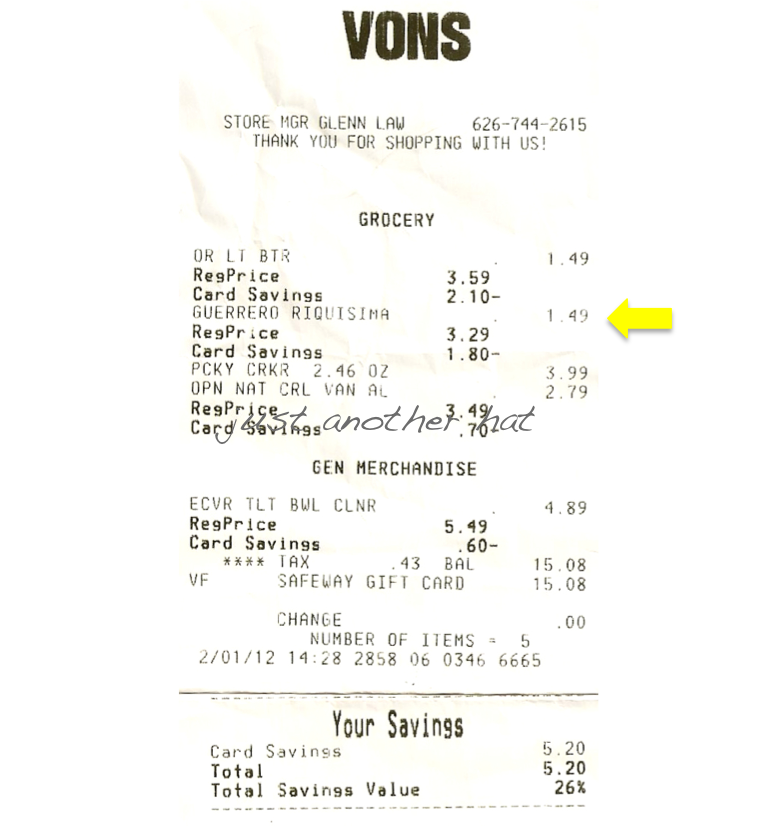 VONS
STORE MGR GLENN LAW 626-744-2615
THANK YOU FOR SHOPPING WITH US!
GROCERY
OR LT BTR . 1.49
RegPrice 3.59
Card Savings 2.10-
GUERRERO RIQUISIMA . 1.49
RegPrice 3.29
Card Savings 1.80-
PCKY CRKR 2.46 OZ 3.99
OPN NAT CRL VAN AL . 2.79
RegPrice 3.49
Card Savings .70-
just another hat
GEN MERCHANDISE
ECVR TLT BWL CLNR . 4.89
RegPrice 5.49
Card Savings .60-
**** TAX .43 BAL 15.08
VF SAFEWAY GIFT CARD 15.08
CHANGE .00
NUMBER OF ITEMS = 5
2/01/12 14:28 2858 06 0346 6665
Your Savings
Card Savings 5.20
Total 5.20
Total Savings Value 26%